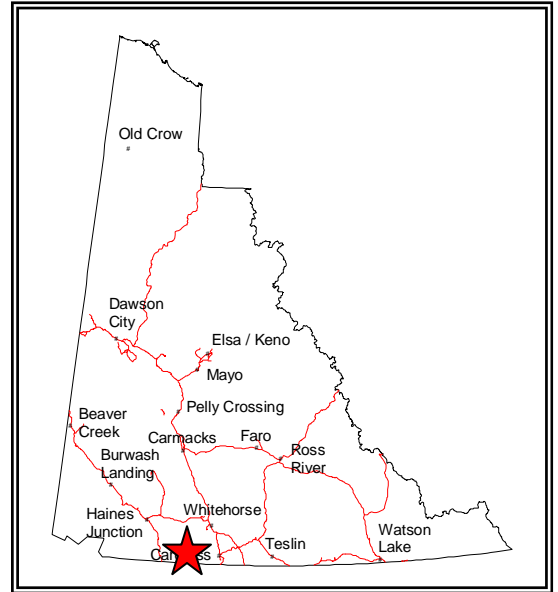 Old Crow
Dawson
City
Elsa / Keno
Mayo
Pelly Crossing
Beaver
Creek
Carmacks
Faro
Ross
River
Burwash
Landing
Haines
Junction
Whitehorse
Teslin
Watson
Lake